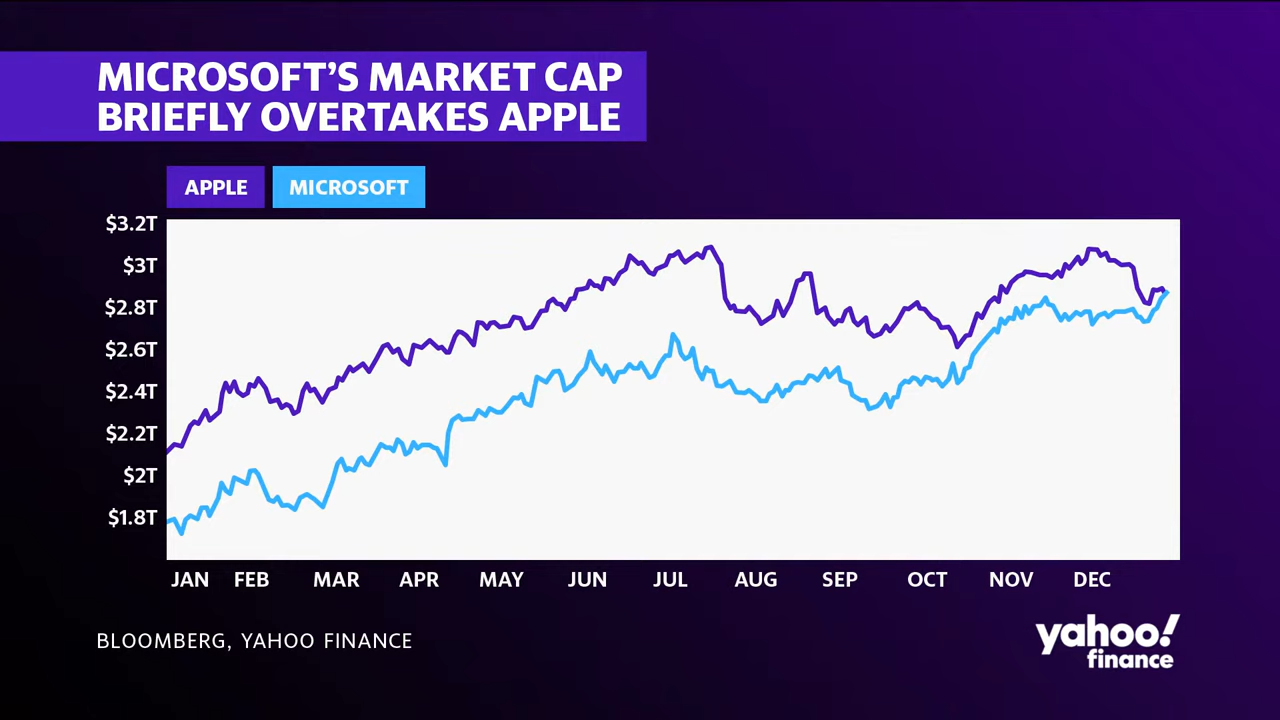 MICROSOFT’S MARKET CAP
BRIEFLY OVERTAKES APPLE
APPLE MICROSOFT
$3.2T
$3T
$2.8T
$2.6T
$2.4T
$2.2T
$2T
$1.8T
JAN FEB MAR APR MAY JUN JUL AUG SEP OCT NOV DEC
BLOOMBERG, YAHOO FINANCE
yahoo!
finance